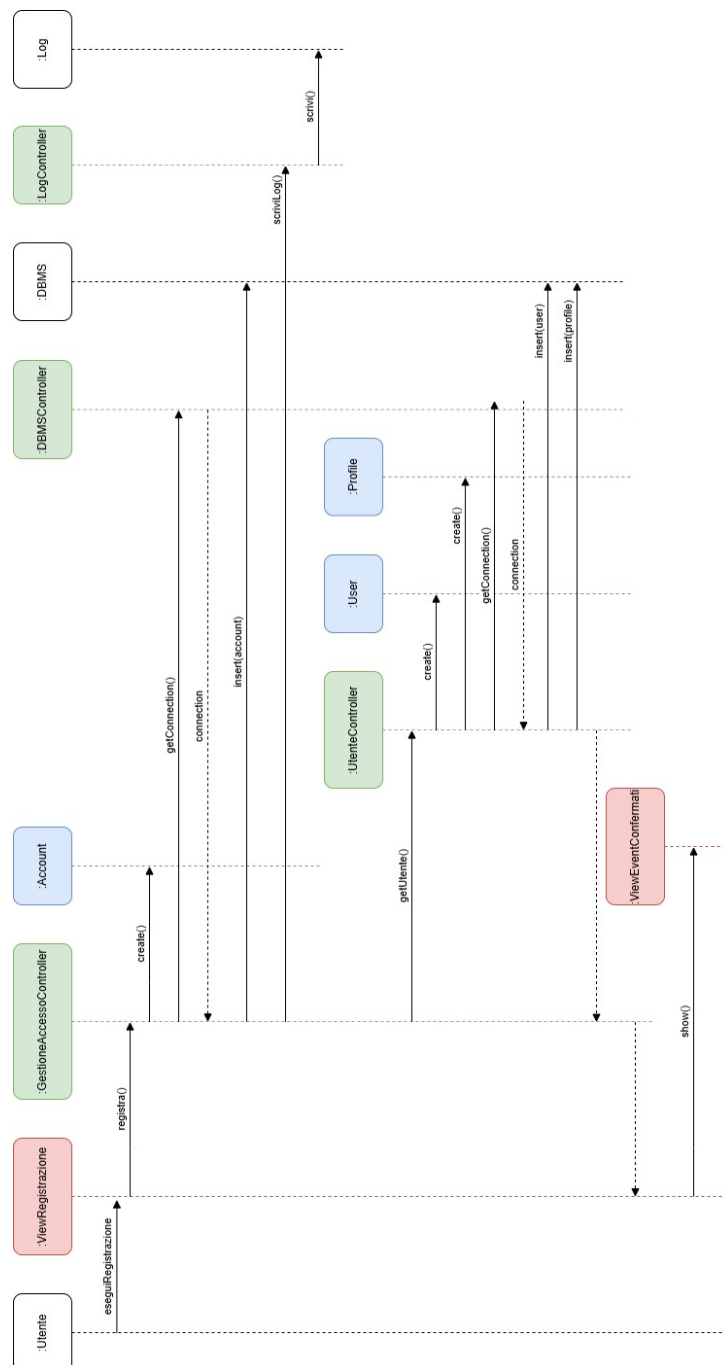 :Utente
:ViewRegistrazione
:GestioneAccessoController
:Account
:DBMSController
:DBMS
:LogController
:Log
eseguiRegistrazione
registra()
create()
getConnection()
connection
insert(account)
scriviLog()
scrivi()
:UtenteController
:User
:Profile
getUtente()
create()
create()
getConnection()
connection
insert(user)
insert(profile)
:ViewEventConfermati
show()